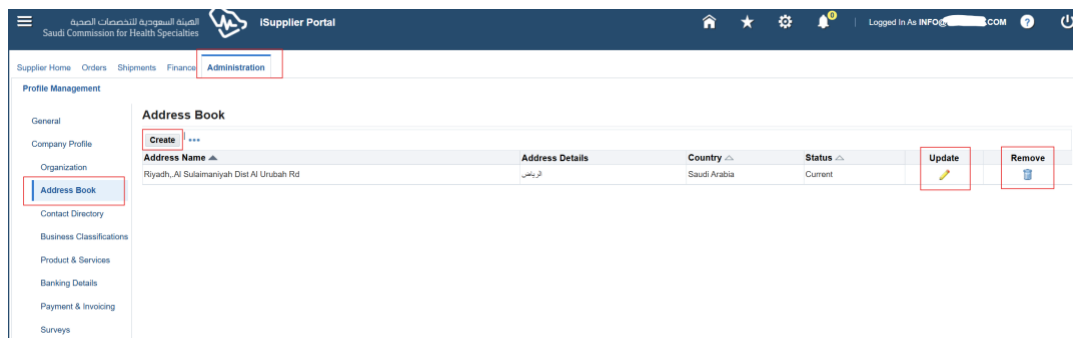 الهيئة السعودية للتخصصات الصحية
Saudi Commission for Health Specialties
iSupplier Portal
0
Logged In As INFO@ .COM
?
Supplier Home Orders Shipments Finance Administration
Profile Management
General
Company Profile
Organization
Address Book
Contact Directory
Business Classifications
Product & Services
Banking Details
Payment & Invoicing
Surveys
Address Book
Create
Address Name Address Details Country Status Update Remove
Riyadh,.Al Sulaimaniyah Dist Al Urubah Rd الرياض Saudi Arabia Current